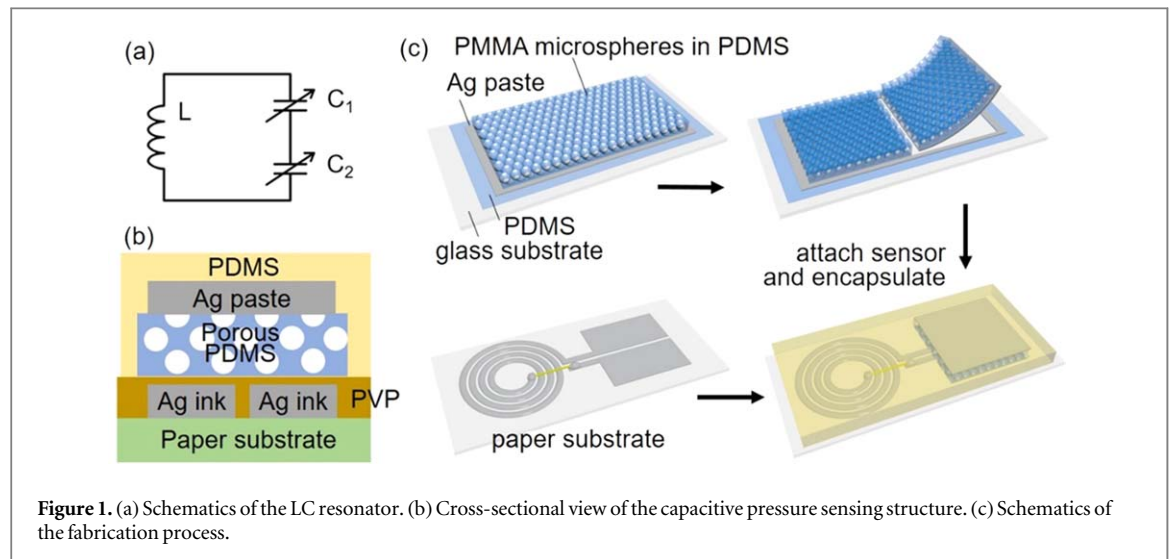 (a)
L
C1
C2
(b)
PDMS
Ag paste
Porous
PDMS
Ag ink Ag ink PVP
Paper substrate
(c)
PMMA microspheres in PDMS
Ag paste
PDMS
glass substrate
attach sensor
and encapsulate
paper substrate
Figure 1. (a) Schematics of the LC resonator. (b) Cross-sectional view of the capacitive pressure sensing structure. (c) Schematics of
the fabrication process.